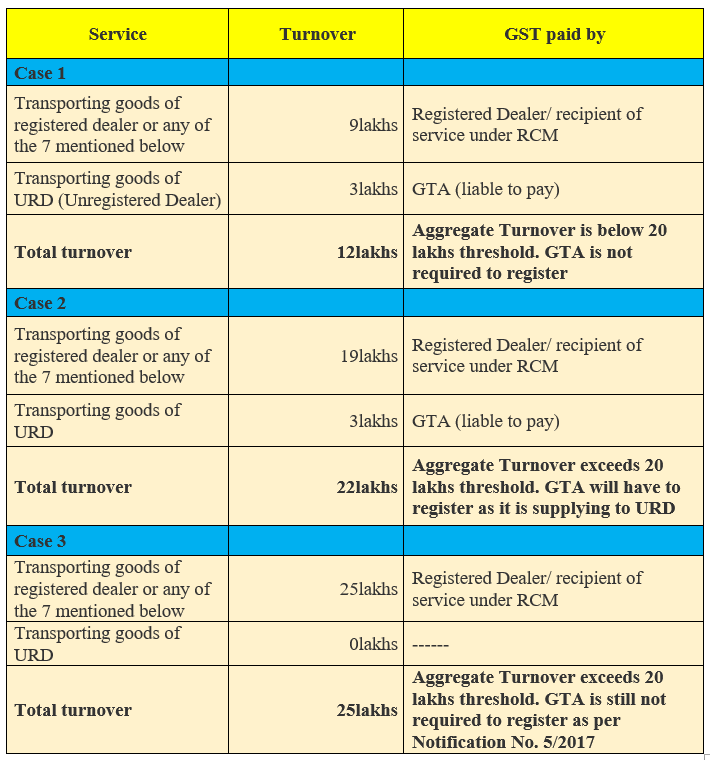 Service Turnover GST paid by
Case 1
Transporting goods of
registered dealer or any of
the 7 mentioned below
9lakhs
Registered Dealer/ recipient of
service under RCM
Transporting goods of
URD (Unregistered Dealer)
3lakhs
GTA (liable to pay)
Total turnover
12lakhs
Aggregate Turnover is below 20
lakhs threshold. GTA is not
required to register
Case 2
Transporting goods of
registered dealer or any of
the 7 mentioned below
19lakhs
Registered Dealer/ recipient of
service under RCM
Transporting goods of
URD
3lakhs
GTA (liable to pay)
Total turnover
22lakhs
Aggregate Turnover exceeds 20
lakhs threshold. GTA will have to
register as it is supplying to URD
Case 3
Transporting goods of
registered dealer or any of
the 7 mentioned below
25lakhs
Registered Dealer/ recipient of
service under RCM
Transporting goods of
URD
0lakhs
------
Total turnover
25lakhs
Aggregate Turnover exceeds 20
lakhs threshold. GTA is still not
required to register as per
Notification No. 5/2017